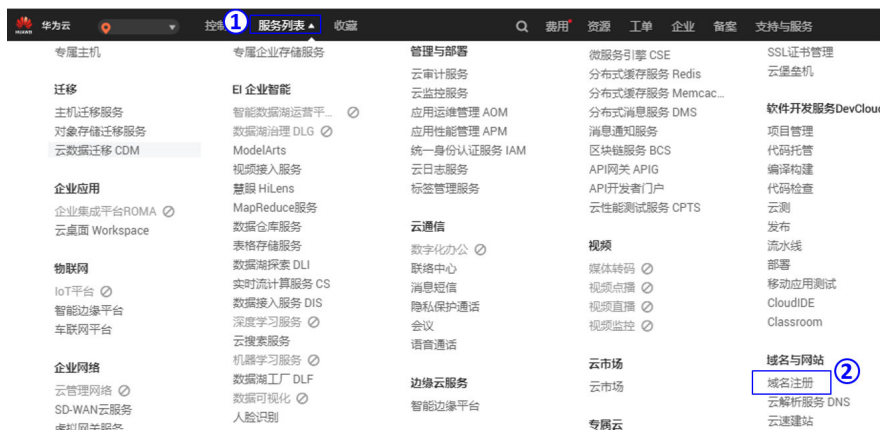 HUAWEI 华为云 控制 ① 服务列表 收藏 费用 资源 工单 企业 备案 支持与服务
专属主机
迁移
主机迁移服务
对象存储迁移服务
云数据迁移 CDM
企业应用
企业集成平台ROMA
云桌面 Workspace
物联网
IoT平台
智能边缘平台
车联网平台
企业网络
云管理网络
SD-WAN云服务
虚拟网关服务
专属企业存储服务
EI 企业智能
智能数据湖运营平...
数据湖治理 DLG
ModelArts
视频接入服务
慧眼 HiLens
MapReduce服务
数据仓库服务
表格存储服务
数据湖探索 DLI
实时流计算服务 CS
数据接入服务 DIS
深度学习服务
云搜索服务
机器学习服务
数据湖工厂 DLF
数据可视化
人脸识别
管理与部署
云审计服务
云监控服务
应用运维管理 AOM
应用性能管理 APM
统一身份认证服务 IAM
云日志服务
标签管理服务
云通信
数字化办公
联络中心
消息短信
隐私保护通话
会议
语音通话
边缘云服务
智能边缘平台
微服务引擎 CSE
分布式缓存服务 Redis
分布式缓存服务 Memcac...
分布式消息服务 DMS
消息通知服务
区块链服务 BCS
API网关 APIG
API开发者门户
云性能测试服务 CPTS
视频
媒体转码
视频点播
视频直播
视频监控
云市场
云市场
专属云
SSL证书管理
云堡垒机
软件开发服务DevCloud
项目管理
代码托管
编译构建
代码检查
云测
发布
流水线
部署
移动应用测试
CloudIDE
Classroom
域名与网站
域名注册 ②
云解析服务 DNS
云速建站